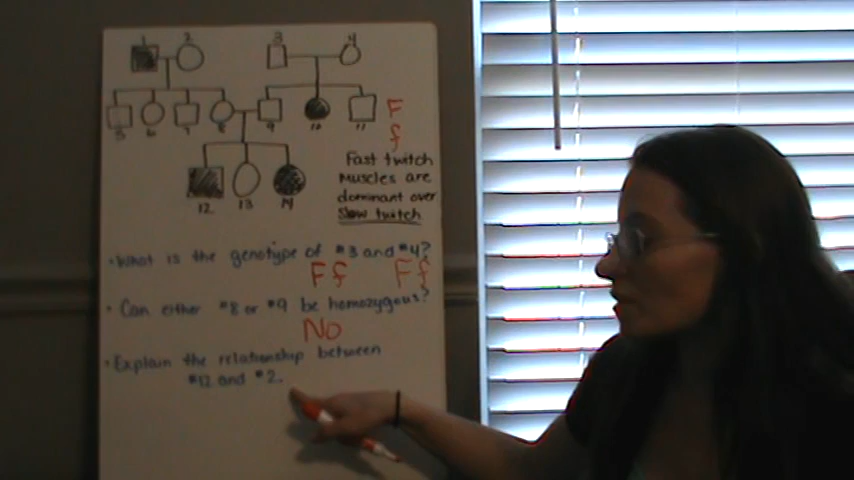 1 2 3 4
5 6 7 8 9 10 11
F
f
12 13 14
Fast twitch
Muscles are
dominant over
Slow twitch
• What is the genotype of #3 and #4?
Ff Ff
• Can either #8 or #9 be homozygous?
No
• Explain the relationship between
#12 and #2.